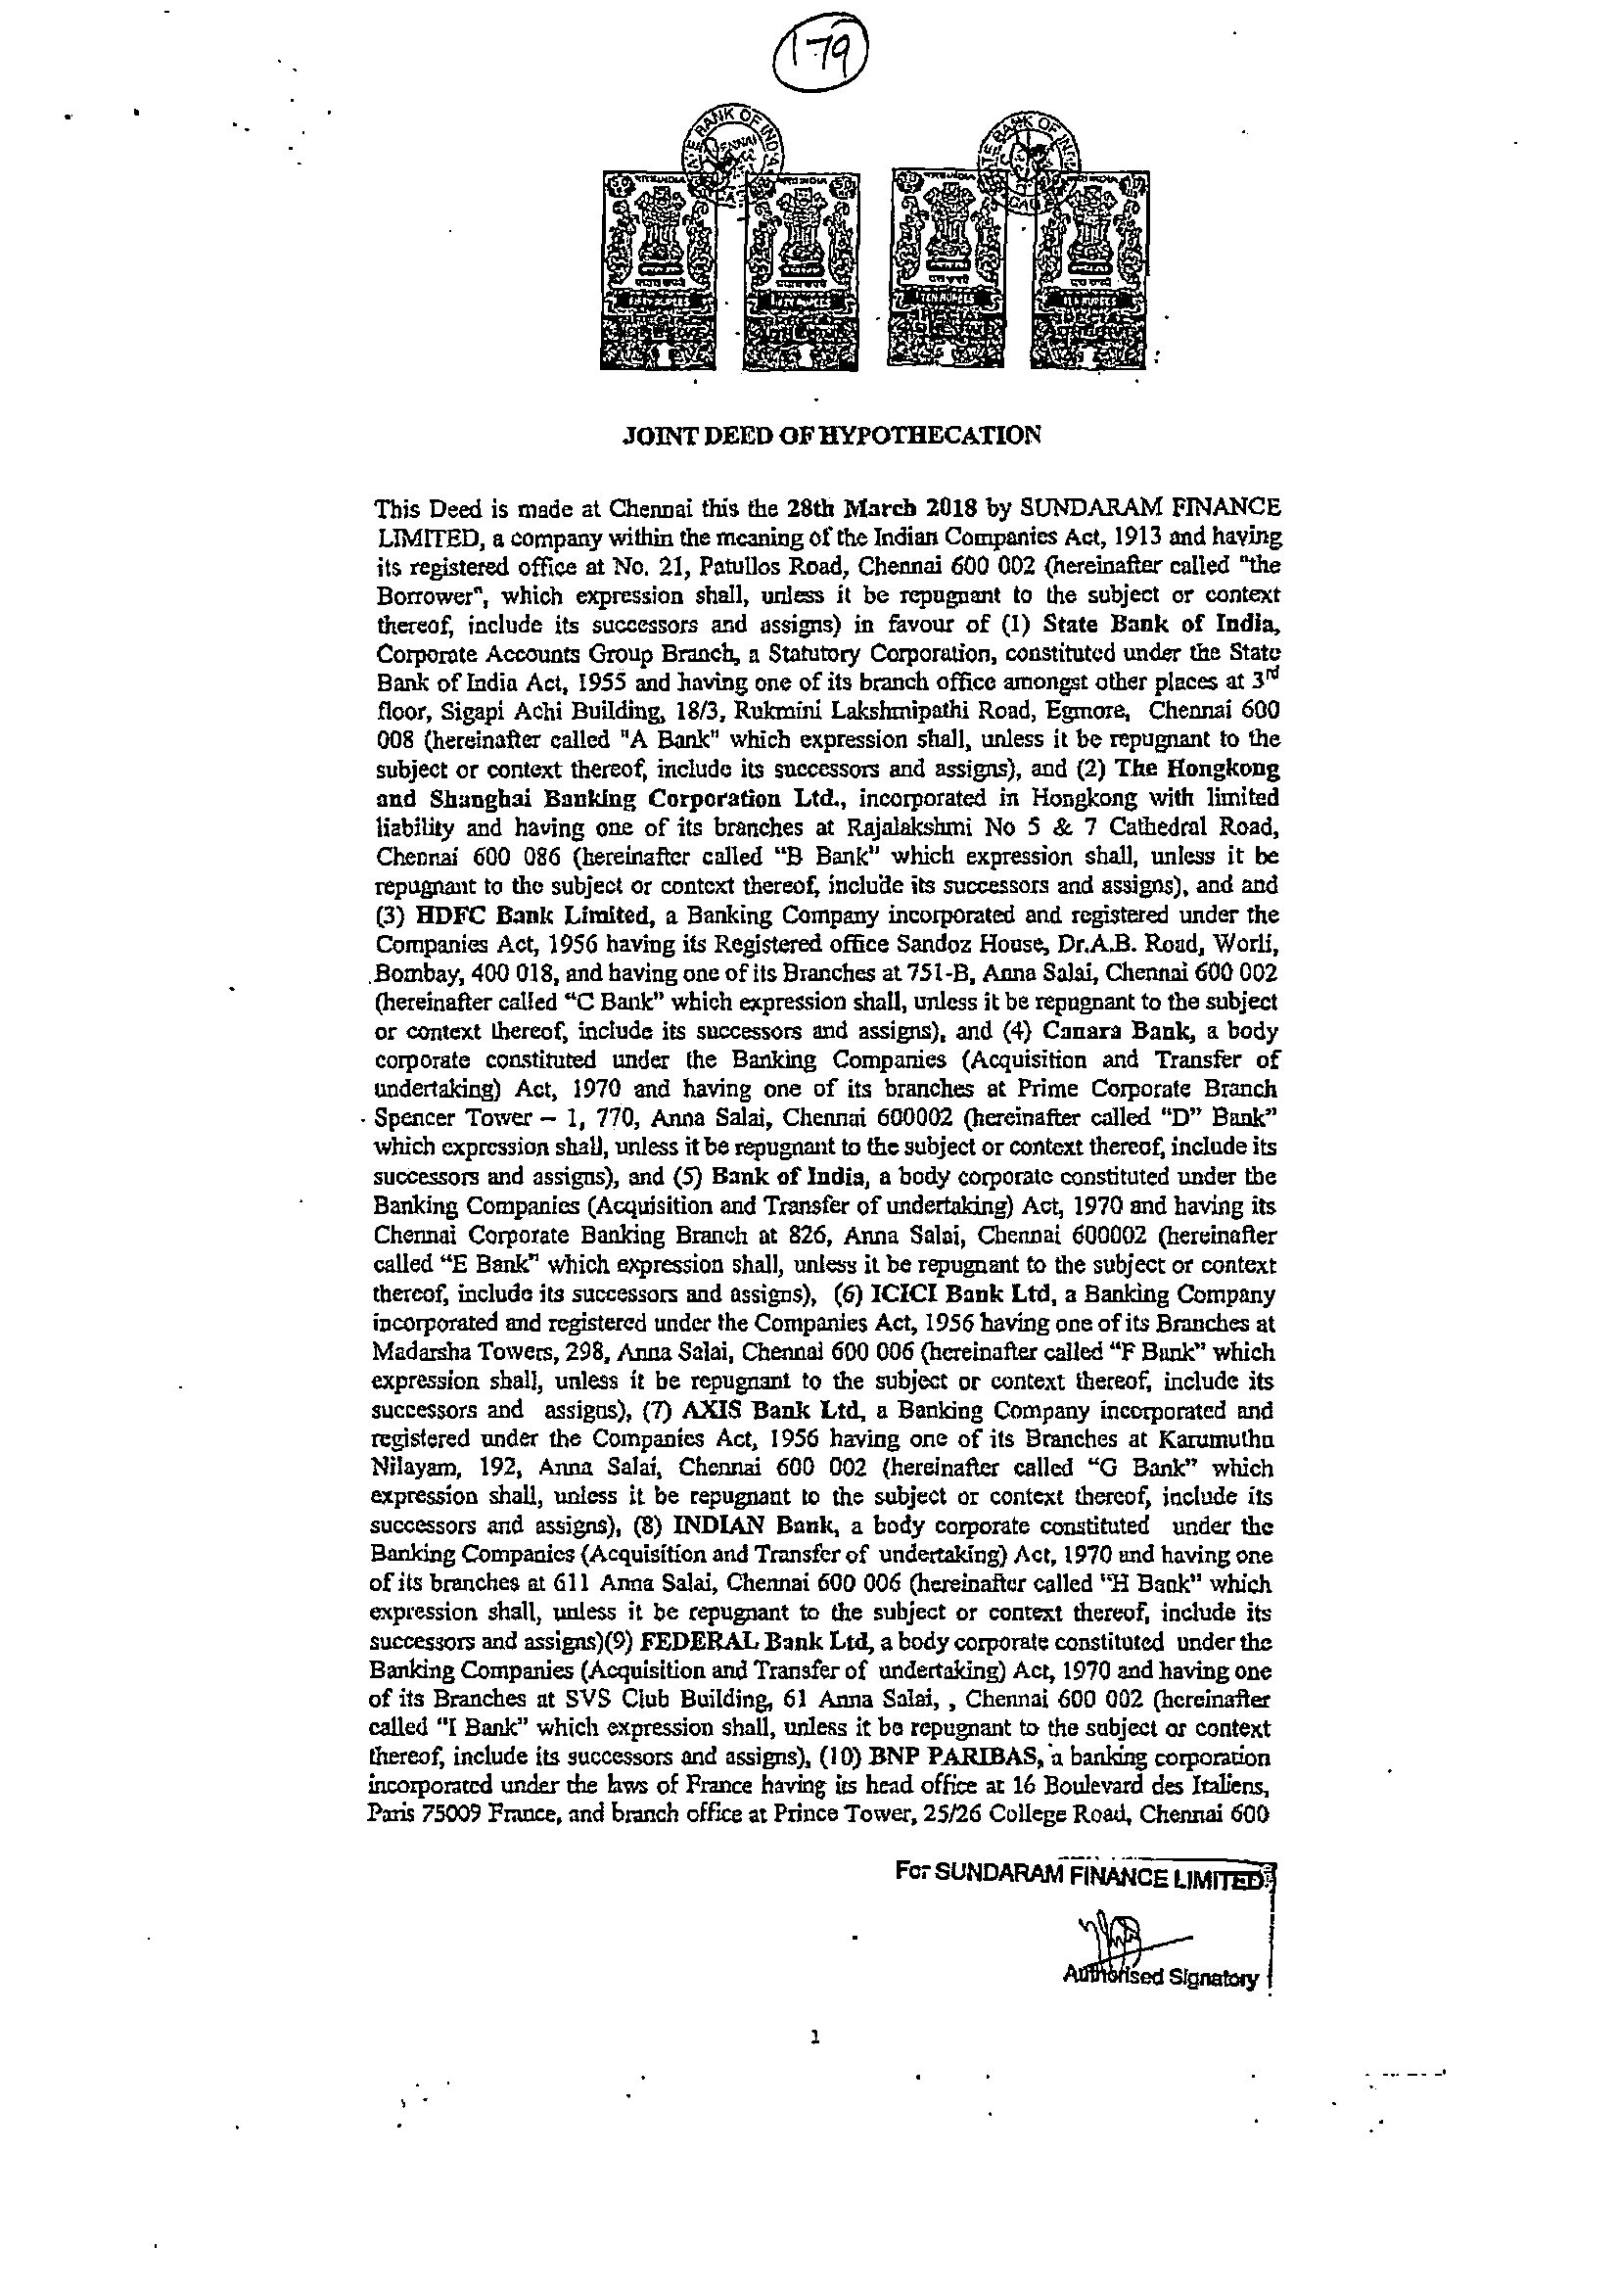 179
JOINT DEED OF HYPOTHECATION
This Deed is made at Chennai this the 28th March 2018 by SUNDARAM FINANCE
LIMITED, a company within the meaning of the Indian Companies Act, 1913 and having
its registered office at No. 21, Patullos Road, Chennai 600 002 (hereinafter called "the
Borrower", which expression shall, unless it be repugnant to the subject or context
thereof, include its successors and assigns) in favour of (1) State Bank of India,
Corporate Accounts Group Branch, a Statutory Corporation, constituted under the State
Bank of India Act, 1955 and having one of its branch office amongst other places at 3rd
floor, Sigapi Achi Building, 18/3, Rukmini Lakshmipathi Road, Egmore, Chennai 600
008 (hereinafter called "A Bank" which expression shall, unless it be repugnant to the
subject or context thereof, include its successors and assigns), and (2) The Hongkong
and Shanghai Banking Corporation Ltd., incorporated in Hongkong with limited
liability and having one of its branches at Rajalakshmi No 5 & 7 Cathedral Road,
Chennai 600 086 (hereinafter called “B Bank” which expression shall, unless it be
repugnant to the subject or context thereof, include its successors and assigns), and and
(3) HDFC Bank Limited, a Banking Company incorporated and registered under the
Companies Act, 1956 having its Registered office Sandoz House, Dr.A.B. Road, Worli,
Bombay, 400 018, and having one of its Branches at 751-B, Anna Salai, Chennai 600 002
(hereinafter called “C Bank” which expression shall, unless it be repugnant to the subject
or context thereof, include its successors and assigns), and (4) Canara Bank, a body
corporate constituted under the Banking Companies (Acquisition and Transfer of
undertaking) Act, 1970 and having one of its branches at Prime Corporate Branch
Spencer Tower – 1, 770, Anna Salai, Chennai 600002 (hereinafter called “D” Bank”
which expression shall, unless it be repugnant to the subject or context thereof, include its
successors and assigns), and (5) Bank of India, a body corporate constituted under the
Banking Companies (Acquisition and Transfer of undertaking) Act, 1970 and having its
Chennai Corporate Banking Branch at 826, Anna Salai, Chennai 600002 (hereinafter
called “E Bank” which expression shall, unless it be repugnant to the subject or context
thereof, include its successors and assigns), (6) ICICI Bank Ltd, a Banking Company
incorporated and registered under the Companies Act, 1956 having one of its Branches at
Madarsha Towers, 298, Anna Salai, Chennai 600 006 (hereinafter called “F Bank” which
expression shall, unless it be repugnant to the subject or context thereof, include its
successors and assigns), (7) AXIS Bank Ltd, a Banking Company incorporated and
registered under the Companies Act, 1956 having one of its Branches at Karumuthu
Nilayam, 192, Anna Salai, Chennai 600 002 (hereinafter called “G Bank” which
expression shall, unless it be repugnant to the subject or context thereof, include its
successors and assigns), (8) INDIAN Bank, a body corporate constituted under the
Banking Companies (Acquisition and Transfer of undertaking) Act, 1970 and having one
of its branches at 611 Anna Salai, Chennai 600 006 (hereinafter called “H Bank” which
expression shall, unless it be repugnant to the subject or context thereof, include its
successors and assigns)(9) FEDERAL Bank Ltd, a body corporate constituted under the
Banking Companies (Acquisition and Transfer of undertaking) Act, 1970 and having one
of its Branches at SVS Club Building, 61 Anna Salai, , Chennai 600 002 (hereinafter
called “I Bank” which expression shall, unless it be repugnant to the subject or context
thereof, include its successors and assigns), (10) BNP PARIBAS, a banking corporation
incorporated under the laws of France having its head office at 16 Boulevard des Italiens,
Paris 75009 France, and branch office at Prince Tower, 25/26 College Road, Chennai 600
For SUNDARAM FINANCE LIMITED
Authorised Signatory
1